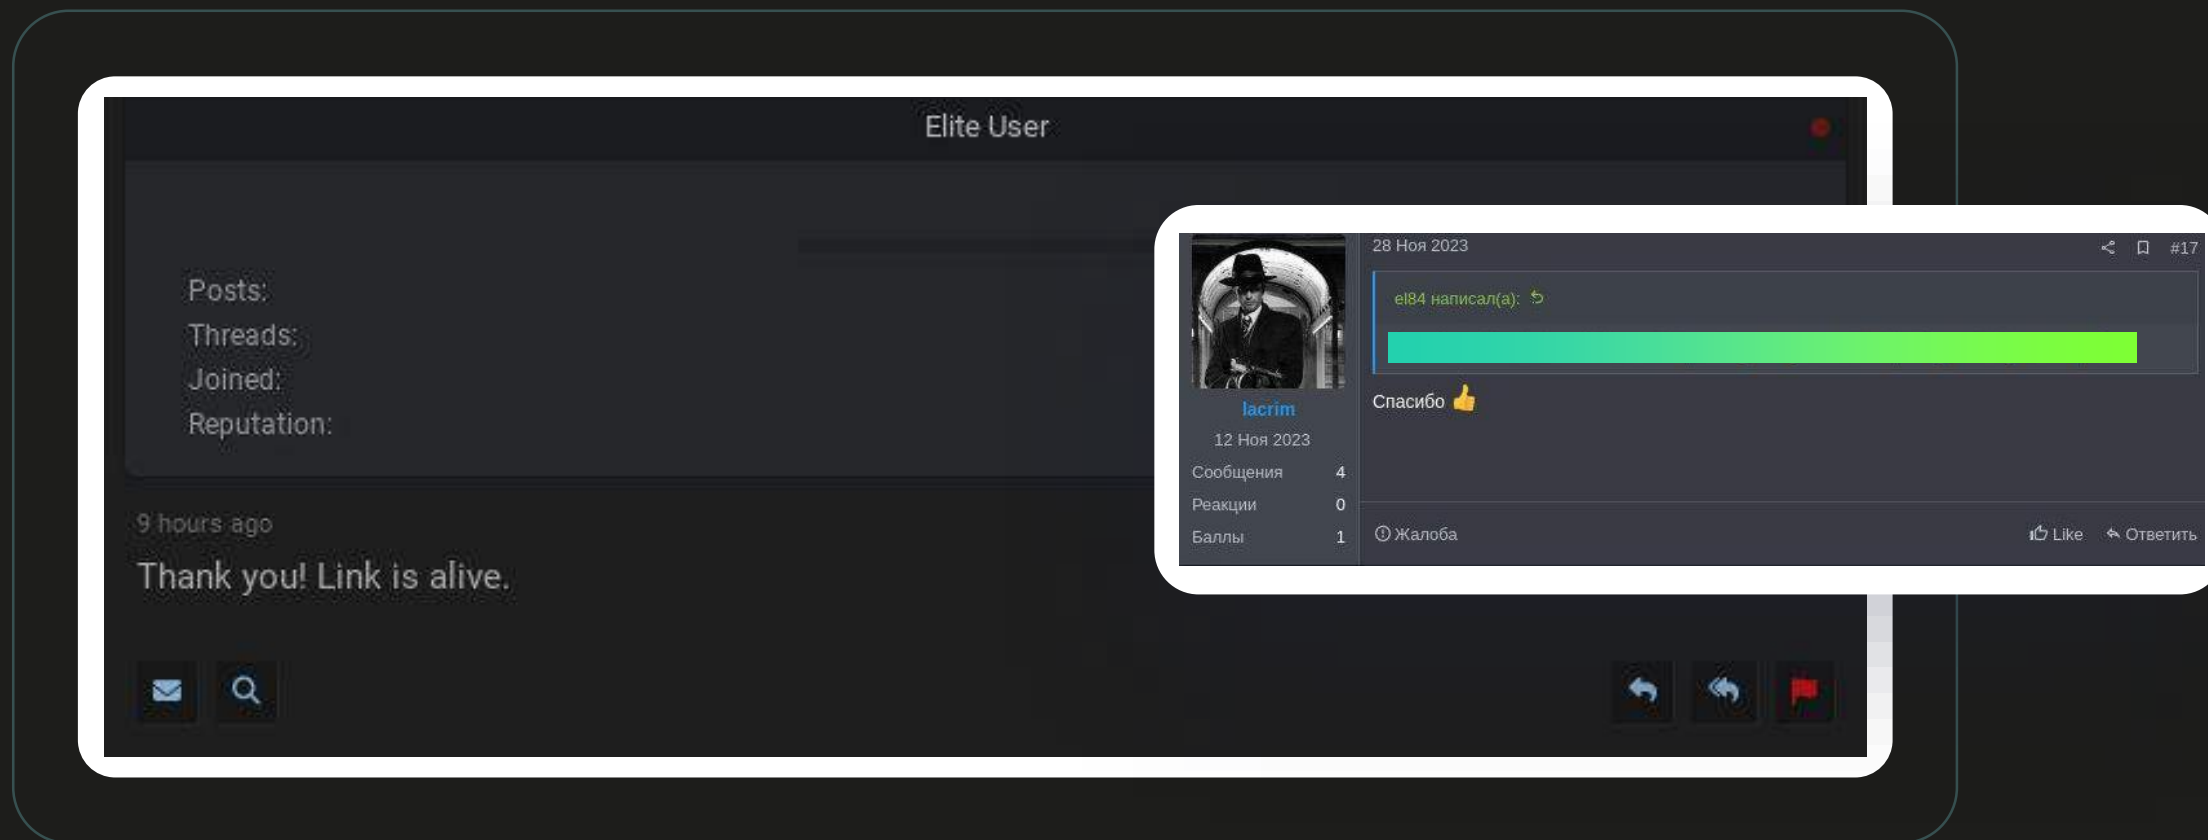 Elite User
Posts:
Threads:
Joined:
Reputation:
9 hours ago
Thank you! Link is alive.
28 Ноя 2023
#17
el84 написал(а):
Спасибо 👍
lacrim
12 Ноя 2023
Сообщения 4
Реакции 0
Баллы 1
Жалоба
Like Ответить